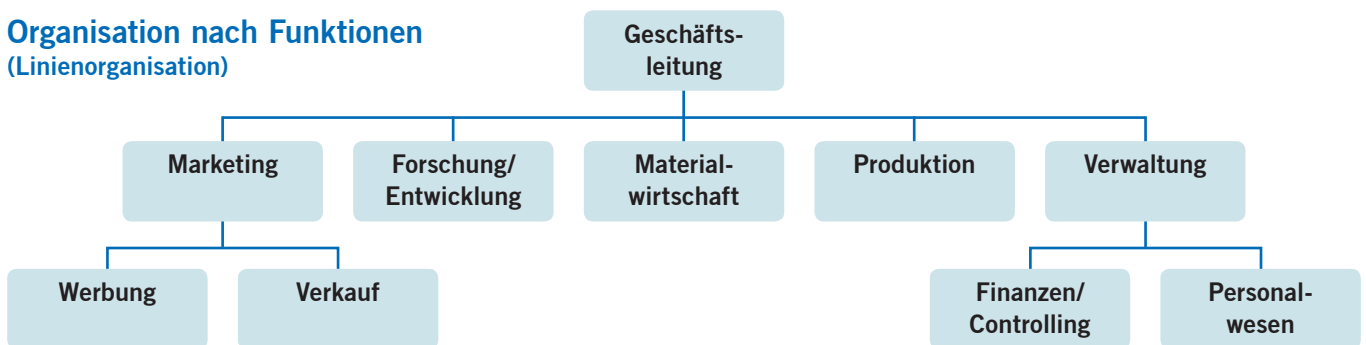 Organisation nach Funktionen
(Linienorganisation)
Geschäfts-
leitung
Marketing
Forschung/
Entwicklung
Material-
wirtschaft
Produktion
Verwaltung
Werbung
Verkauf
Finanzen/
Controlling
Personal-
wesen